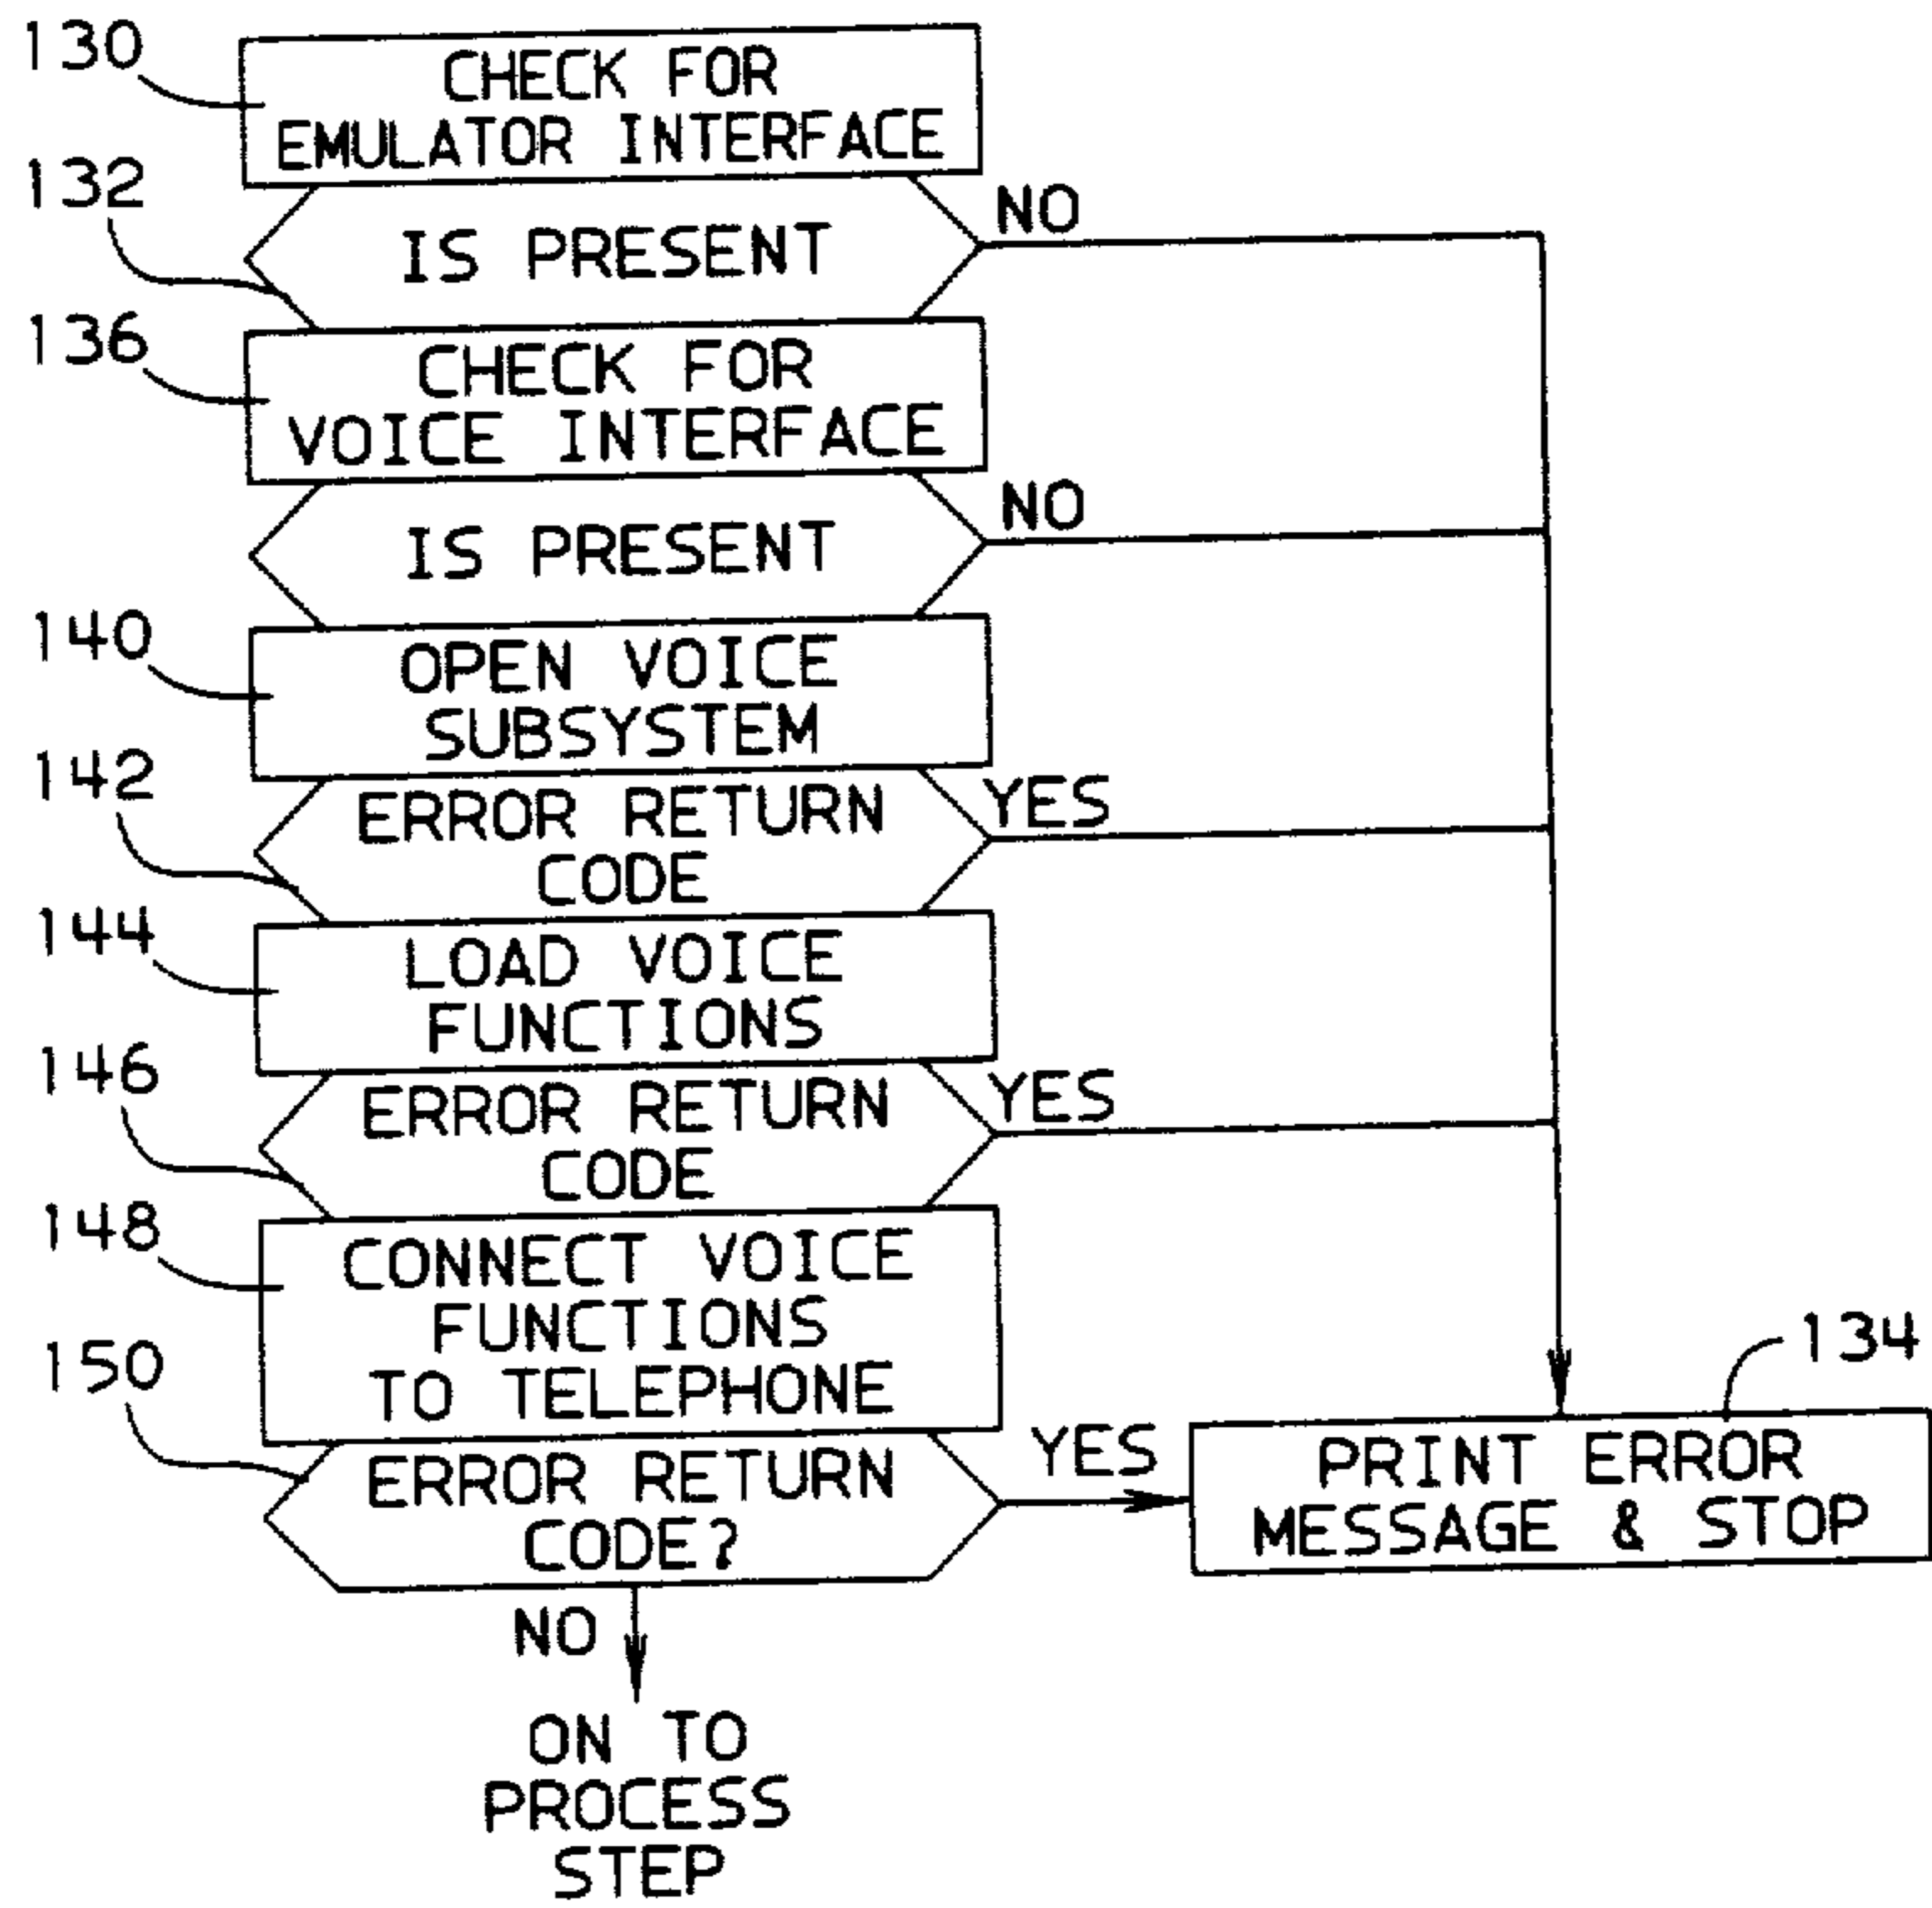 130
CHECK FOR
EMULATOR INTERFACE
132
IS PRESENT
NO
136
CHECK FOR
VOICE INTERFACE
IS PRESENT
NO
140
OPEN VOICE
SUBSYSTEM
142
ERROR RETURN
CODE
YES
144
LOAD VOICE
FUNCTIONS
146
ERROR RETURN
CODE
YES
148
CONNECT VOICE
FUNCTIONS
TO TELEPHONE
150
ERROR RETURN
CODE?
YES
134
PRINT ERROR
MESSAGE & STOP
NO
ON TO
PROCESS
STEP